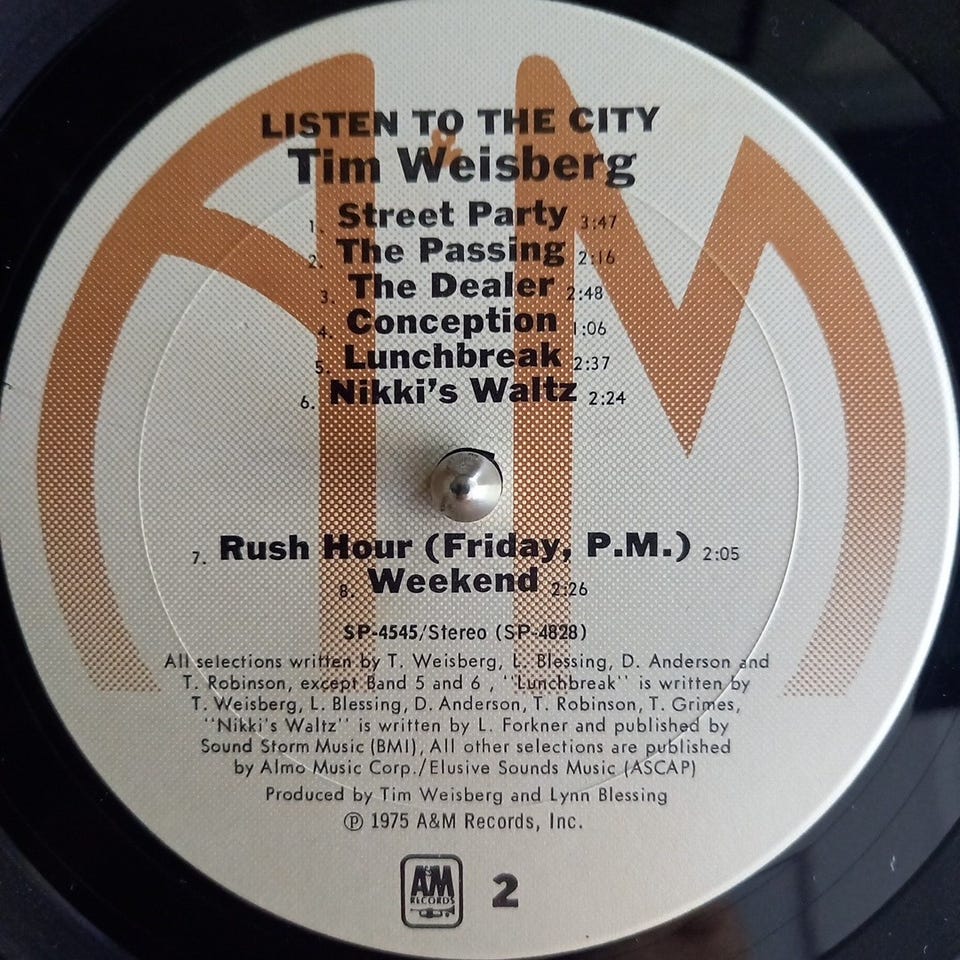 LISTEN TO THE CITY
Tim Weisberg
1. Street Party 3:47
2. The Passing 2:16
3. The Dealer 2:48
4. Conception 1:06
5. Lunchbreak 2:37
6. Nikki's Waltz 2:24
7. Rush Hour (Friday, P.M.) 2:05
8. Weekend 2:26
SP-4545/Stereo (SP-4828)
All selections written by T. Weisberg, L. Blessing, D. Anderson and
T. Robinson, except Band 5 and 6 , "Lunchbreak" is written by
T. Weisberg, L. Blessing, D. Anderson, T. Robinson, T. Grimes,
"Nikki's Waltz" is written by L. Forkner and published by
Sound Storm Music (BMI), All other selections are published
by Almo Music Corp./Elusive Sounds Music (ASCAP)
Produced by Tim Weisberg and Lynn Blessing
℗ 1975 A&M Records, Inc.
A&M
RECORDS
2